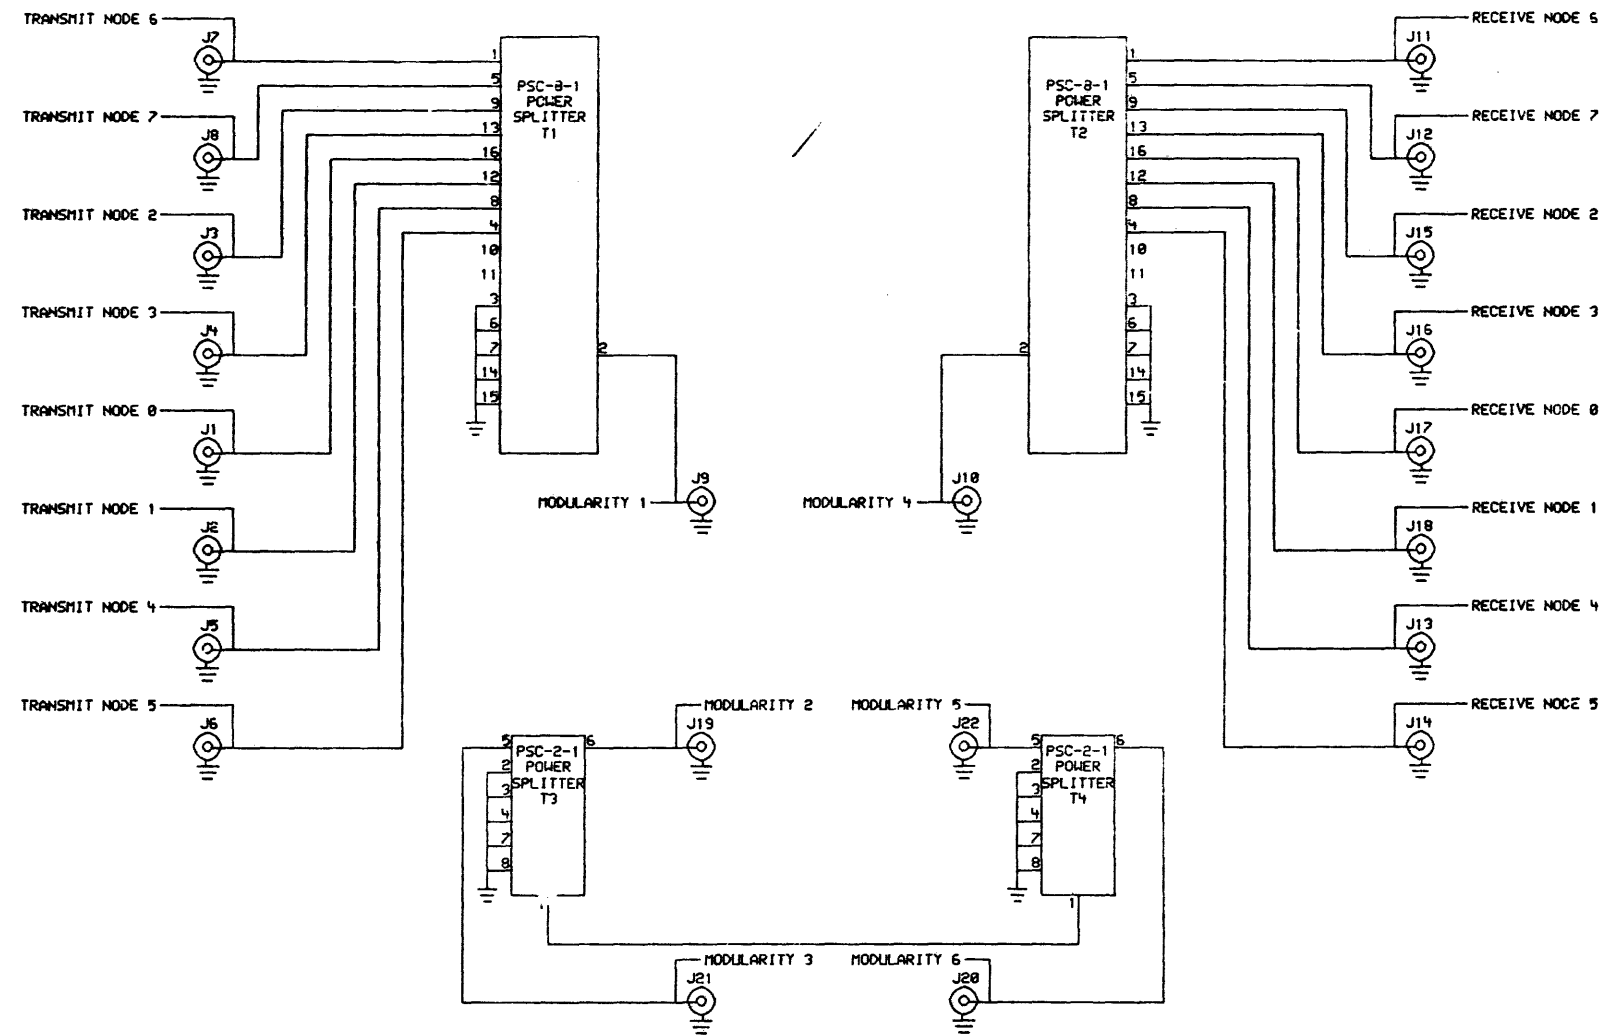 TRANSMIT NODE 6
J7
TRANSMIT NODE 7
J8
TRANSMIT NODE 2
J3
TRANSMIT NODE 3
J4
TRANSMIT NODE 0
J1
TRANSMIT NODE 1
J2
TRANSMIT NODE 4
J5
TRANSMIT NODE 5
J6
1
5
9
13
16
12
8
4
10
11
3
6
7
14
15
PSC-8-1
POWER
SPLITTER
T1
2
J9
MODULARITY 1
PSC-8-1
POWER
SPLITTER
T2
1
5
9
13
16
12
8
4
10
11
3
6
7
14
15
2
J10
MODULARITY 4
RECEIVE NODE 6
J11
RECEIVE NODE 7
J12
RECEIVE NODE 2
J15
RECEIVE NODE 3
J16
RECEIVE NODE 0
J17
RECEIVE NODE 1
J18
RECEIVE NODE 4
J13
RECEIVE NODE 5
J14
5
2
3
4
7
8
PSC-2-1
POWER
SPLITTER
T3
6
1
MODULARITY 2
J19
MODULARITY 5
J22
5
2
3
4
7
8
PSC-2-1
POWER
SPLITTER
T4
6
1
MODULARITY 3
J21
MODULARITY 6
J20